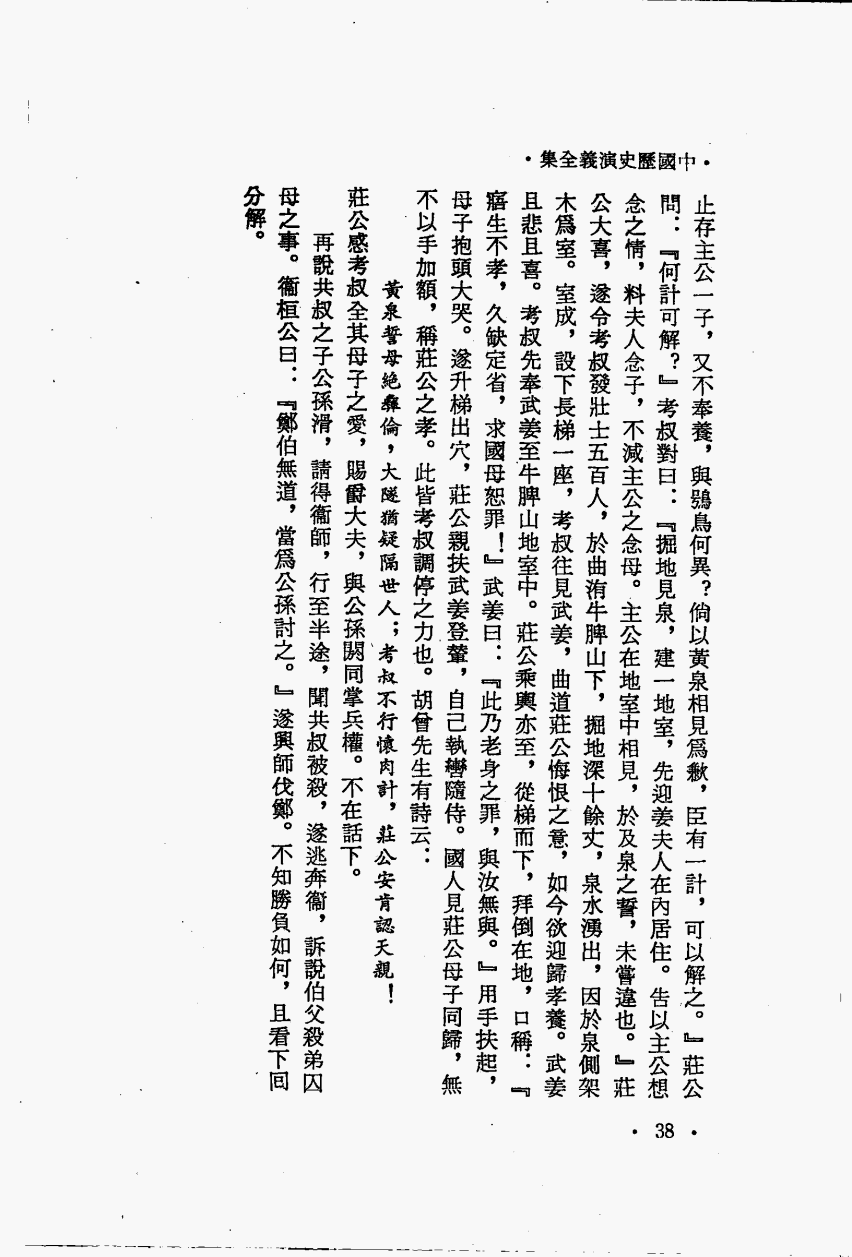 ·中國歷史演義全集·
止存主公一子，又不奉養，與鴞鳥何異？倘以黃泉相見爲歉，臣有一計，可以解之。』莊公
問：『何計可解？』考叔對曰：『掘地見泉，建一地室，先迎姜夫人在內居住。告以主公想
念之情，料夫人念子，不減主公之念母。主公在地室中相見，於及泉之誓，未嘗違也。』莊
公大喜，遂令考叔發壯士五百人，於曲洧牛脾山下，掘地深十餘丈，泉水湧出，因於泉側架
木爲室。室成，設下長梯一座，考叔往見武姜，曲道莊公悔恨之意，如今欲迎歸孝養。武姜
且悲且喜。考叔先奉武姜至牛脾山地室中。莊公乘輿亦至，從梯而下，拜倒在地，口稱：『
寤生不孝，久缺定省，求國母恕罪！』武姜曰：『此乃老身之罪，與汝無與。』用手扶起，
母子抱頭大哭。遂升梯出穴，莊公親扶武姜登輦，自己執轡隨侍。國人見莊公母子同歸，無
不以手加額，稱莊公之孝。此皆考叔調停之力也。胡曾先生有詩云：
黃泉誓母絕彝倫，大隧猶疑隔世人；考叔不行懷肉計，莊公安肯認天親！
莊公感考叔全其母子之愛，賜爵大夫，與公孫閼同掌兵權。不在話下。
再說共叔之子公孫滑，請得衞師，行至半途，聞共叔被殺，遂逃奔衞，訴說伯父殺弟囚
母之事。衞桓公曰：『鄭伯無道，當爲公孫討之。』遂興師伐鄭。不知勝負如何，且看下回
分解。
·38·